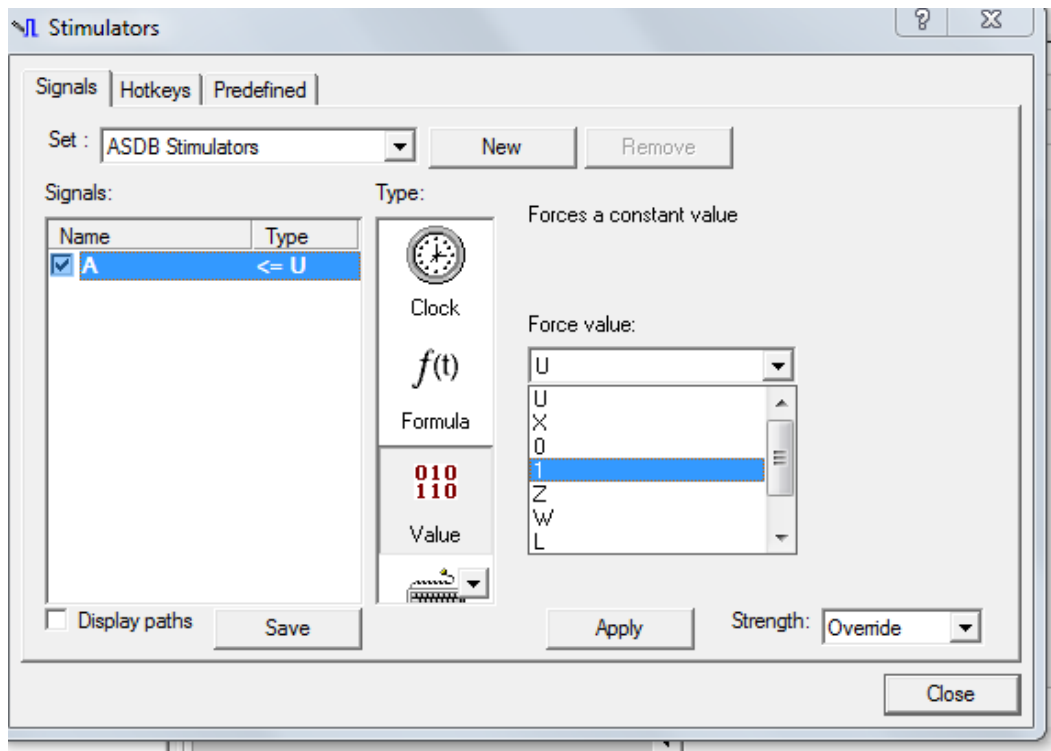 Stimulators
Signals Hotkeys Predefined
Set : ASDB Stimulators New Remove
Signals: Type:
Name Type
A <= U
Clock
f(t)
Formula
010
110
Value
Forces a constant value
Force value:
U
U
X
0
1
Z
W
L
Display paths Save Apply Strength: Override
Close